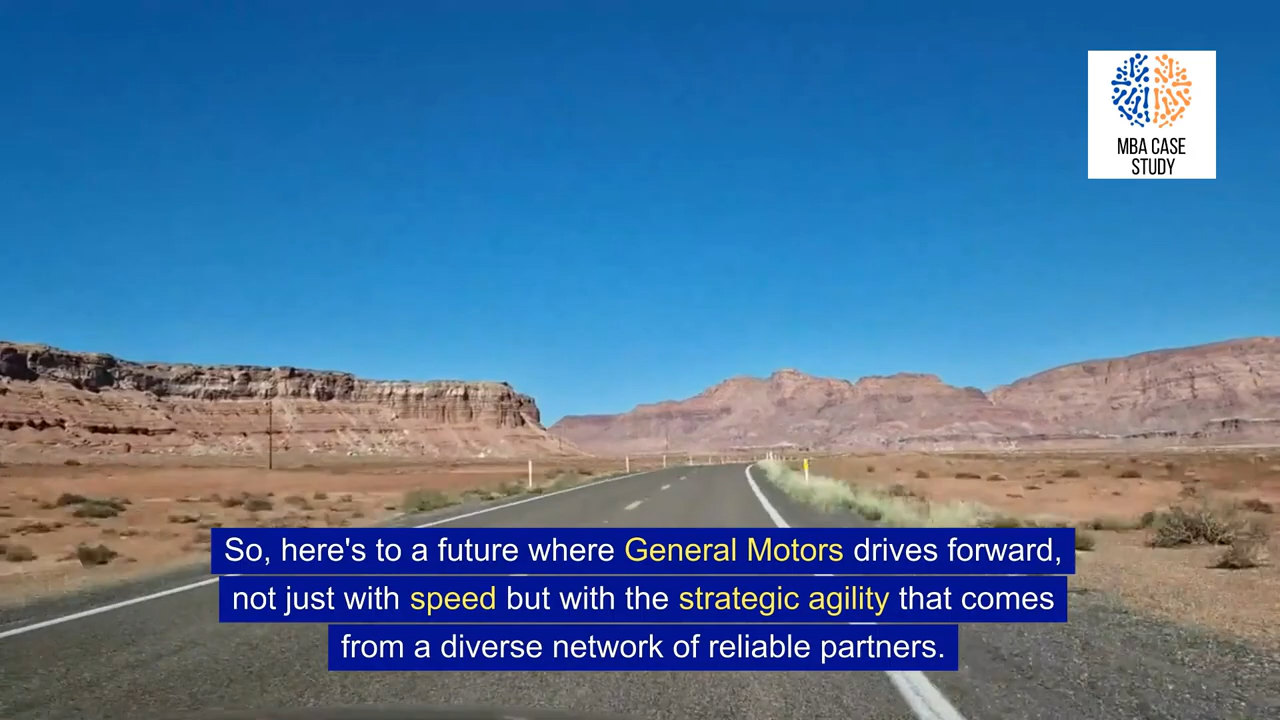 MBA CASE
STUDY
So, here's to a future where General Motors drives forward,
not just with speed but with the strategic agility that comes
from a diverse network of reliable partners.